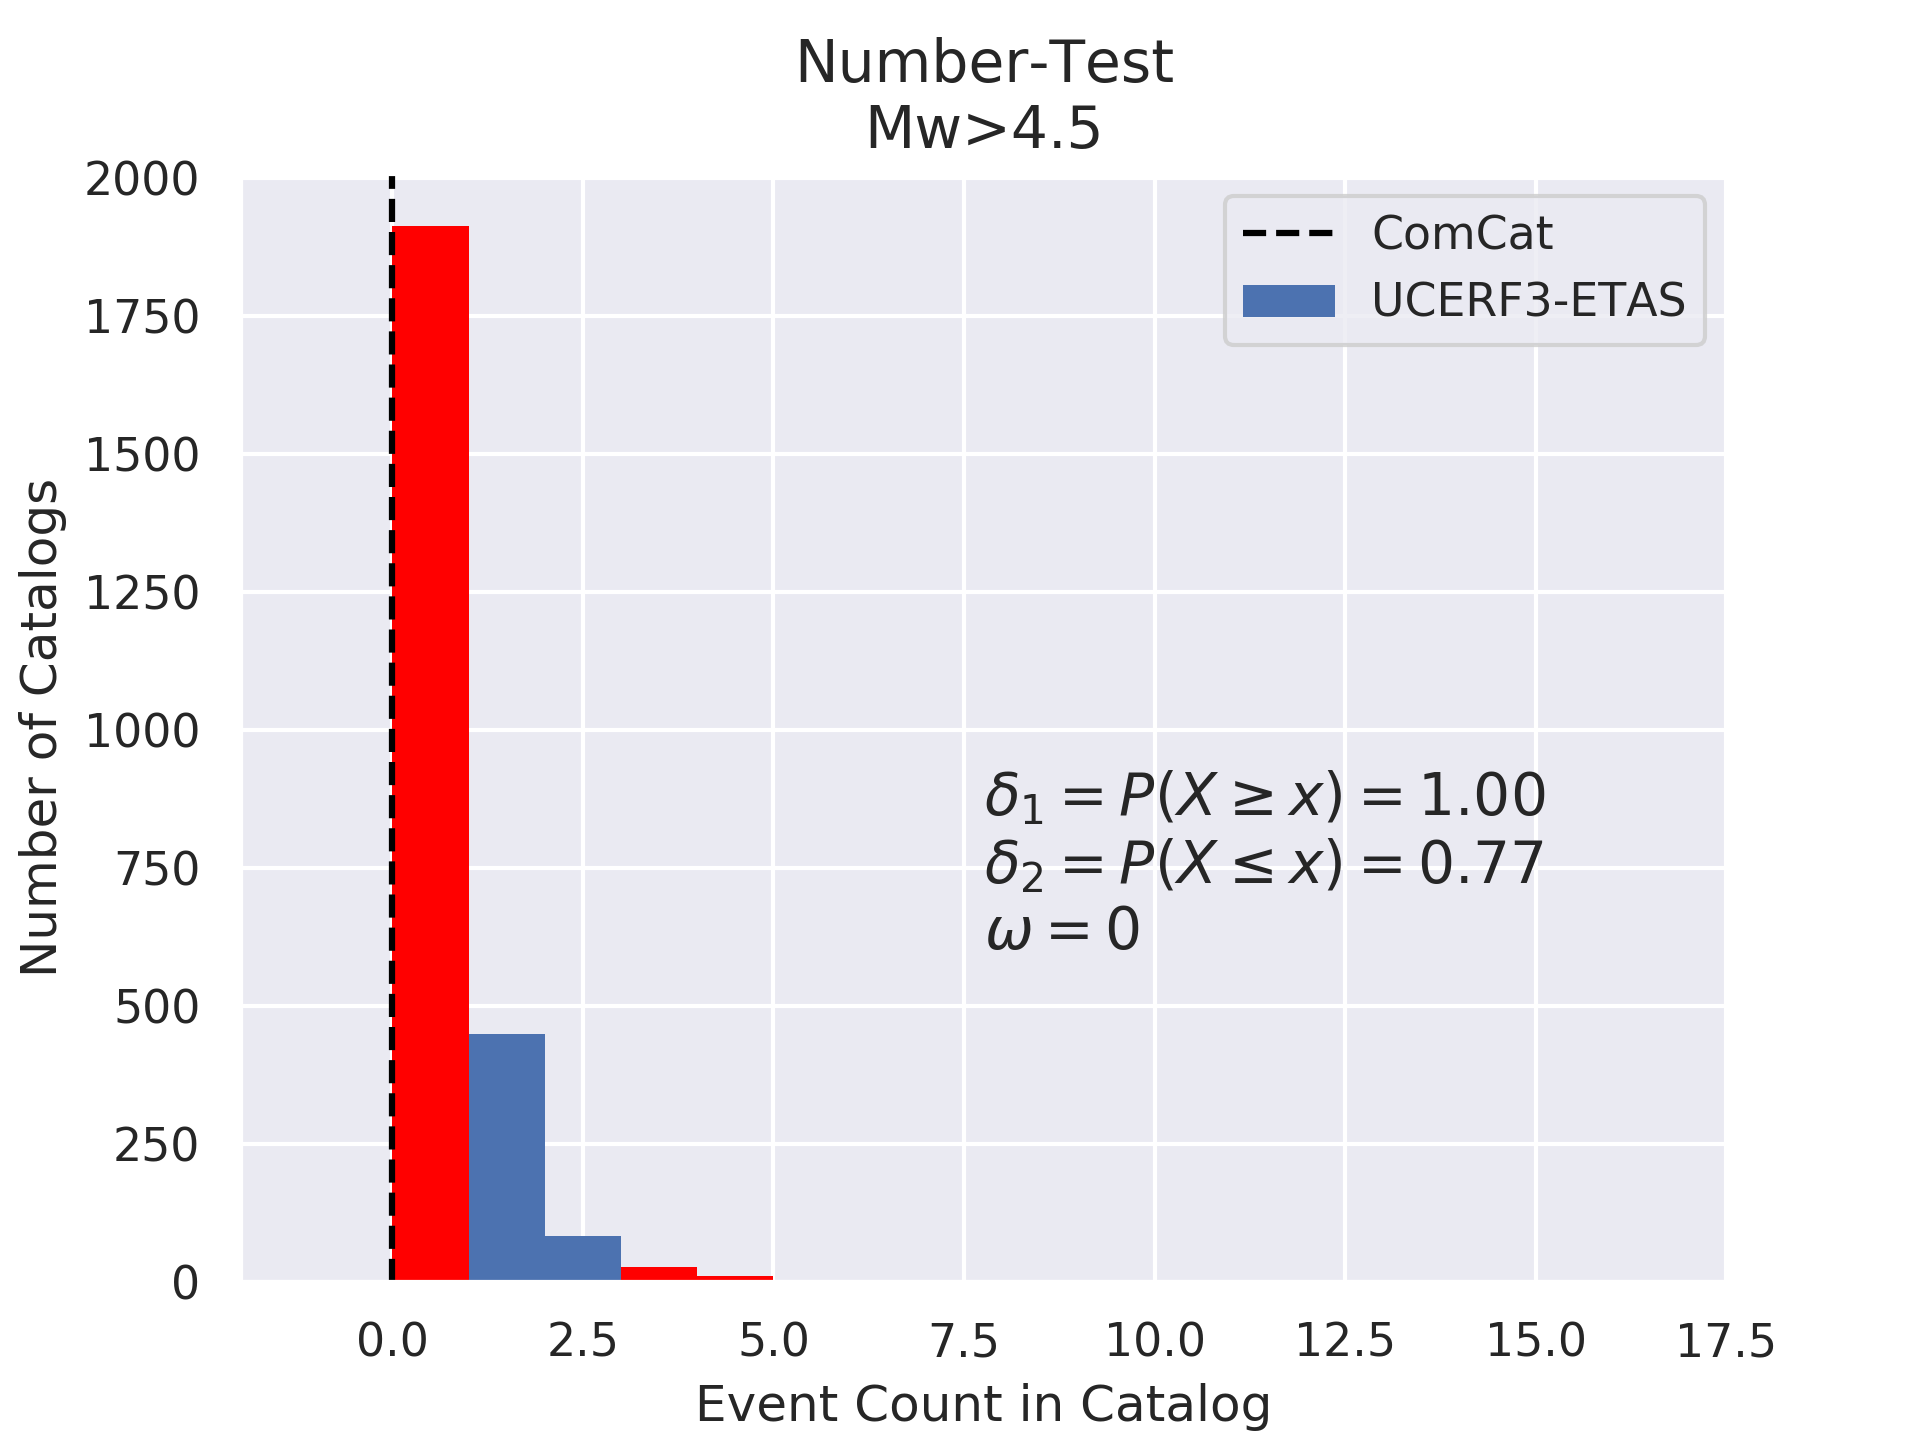 Number-Test
Mw>4.5
2000
1750
1500
1250
1000
750
500
250
0
Number of Catalogs
ComCat
UCERF3-ETAS
δ₁ = P(X ≥ x) = 1.00
δ₂ = P(X ≤ x) = 0.77
ω = 0
0.0 2.5 5.0 7.5 10.0 12.5 15.0 17.5
Event Count in Catalog